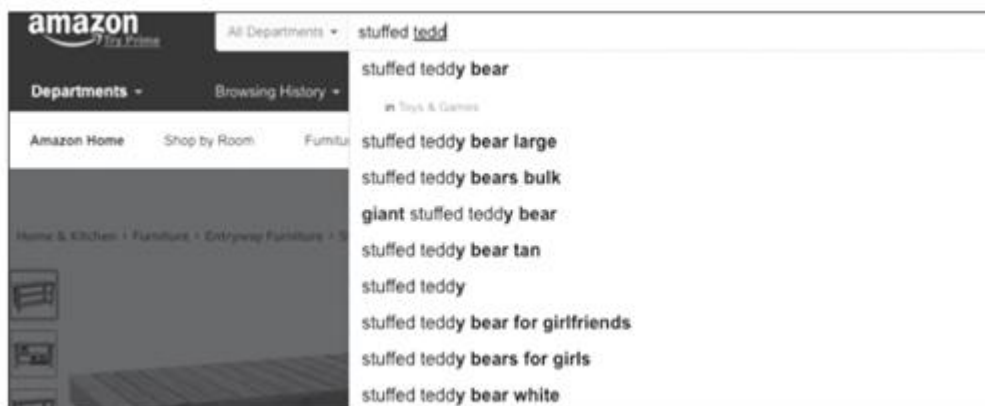 amazon
Try Prime
All Departments
stuffed tedd
stuffed teddy bear
Departments
Browsing History
in Toys & Games
Amazon Home
Shop by Room
Furnitu
stuffed teddy bear large
stuffed teddy bears bulk
giant stuffed teddy bear
Home & Kitchen › Furniture › Entryway Furniture › S
stuffed teddy bear tan
stuffed teddy
stuffed teddy bear for girlfriends
stuffed teddy bears for girls
stuffed teddy bear white